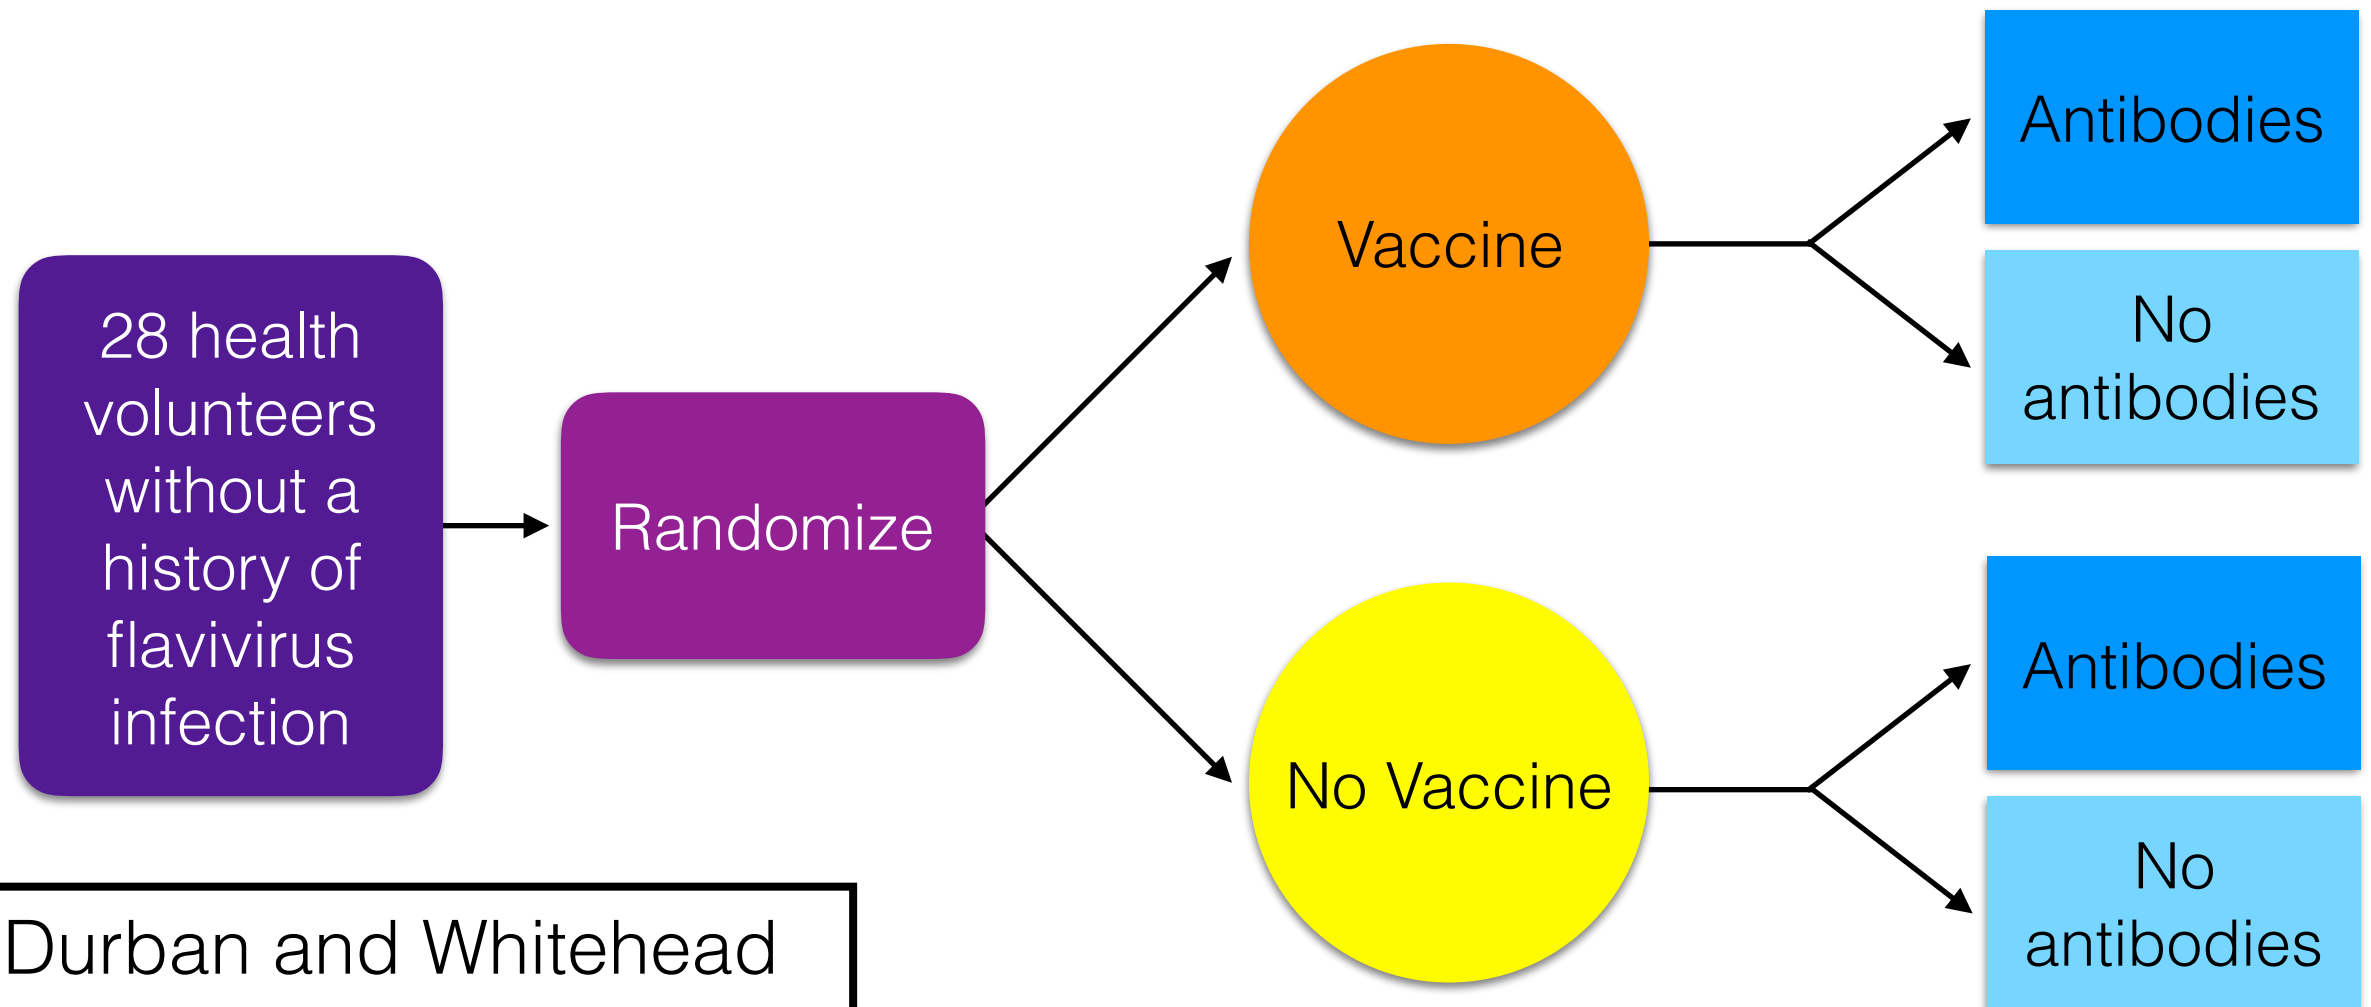 28 health
volunteers
without a
history of
flavivirus
infection
Randomize
Vaccine
No Vaccine
Antibodies
No
antibodies
Antibodies
No
antibodies
Durban and Whitehead